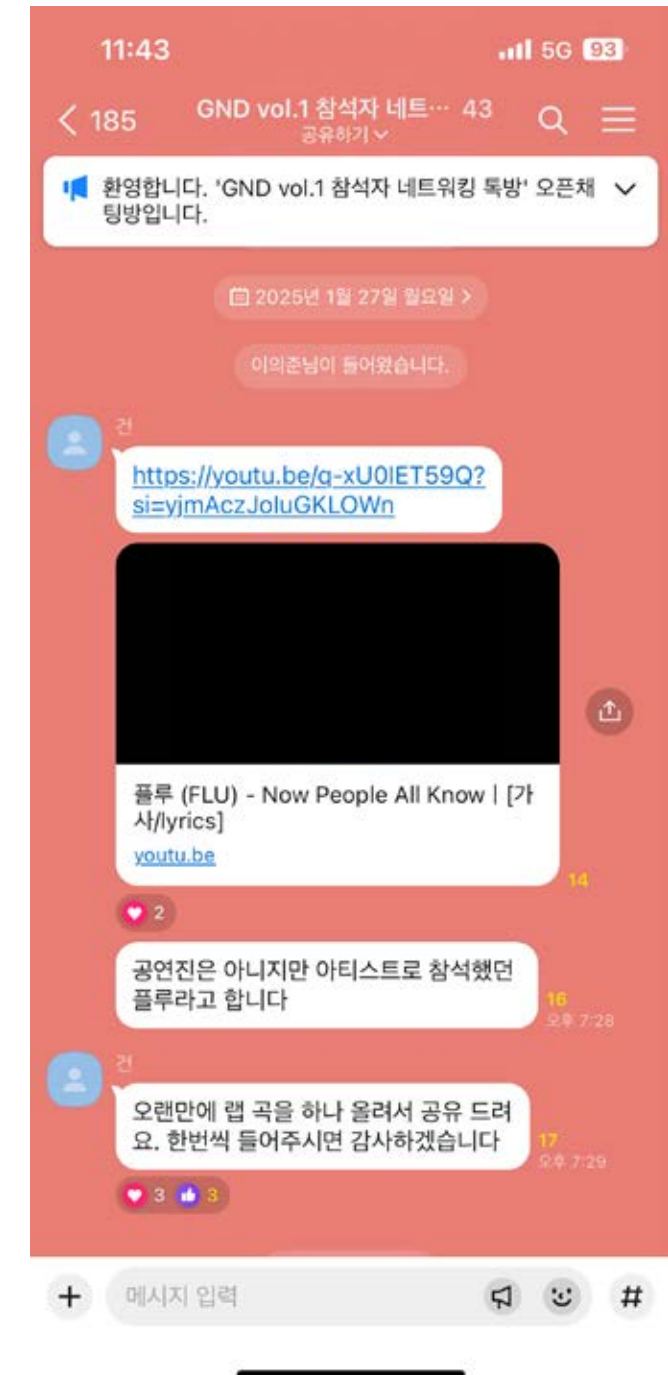 11:43
5G 93
185
GND vol.1 참석자 네트… 43
공유하기
환영합니다. 'GND vol.1 참석자 네트워킹 톡방' 오픈채
팅방입니다.
2025년 1월 27일 월요일
이의준님이 들어왔습니다.
건
https://youtu.be/q-xU0IET59Q?
si=yjmAczJoluGKLOWn
플루 (FLU) - Now People All Know | [가
사/lyrics]
youtu.be
14
2
공연진은 아니지만 아티스트로 참석했던
플루라고 합니다
16
오후 7:28
건
오랜만에 랩 곡을 하나 올려서 공유 드려
요. 한번씩 들어주시면 감사하겠습니다
17
오후 7:29
3 3
메시지 입력
#